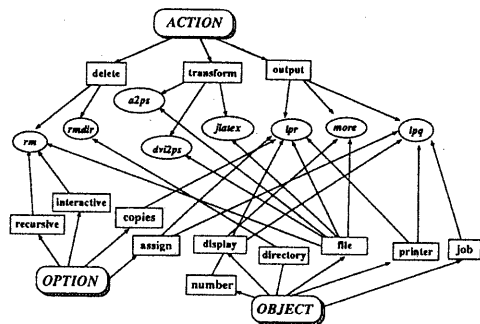 ACTION
delete
transform
output
a2ps
rm
rmdir
jlatex
lpr
more
lpq
dvi2ps
interactive
recursive
copies
assign
display
directory
file
printer
job
OPTION
number
OBJECT